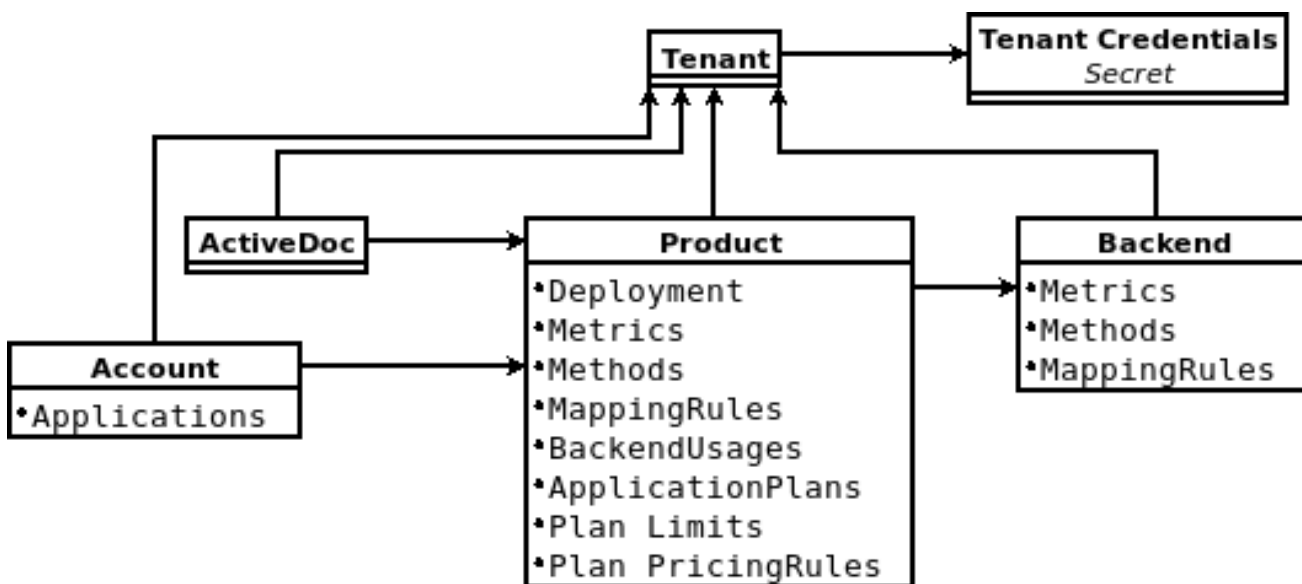 Tenant
Tenant Credentials
Secret
ActiveDoc
Product
•Deployment
•Metrics
•Methods
•MappingRules
•BackendUsages
•ApplicationPlans
•Plan Limits
•Plan PricingRules
Backend
•Metrics
•Methods
•MappingRules
Account
•Applications